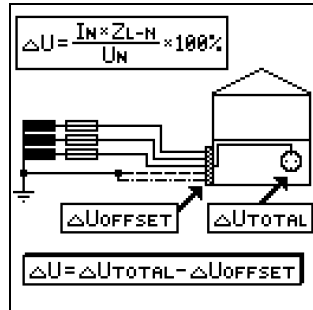 △U=IN×ZL-N/UN×100%
△UOFFSET
△UTOTAL
△U=△UTOTAL-△UOFFSET